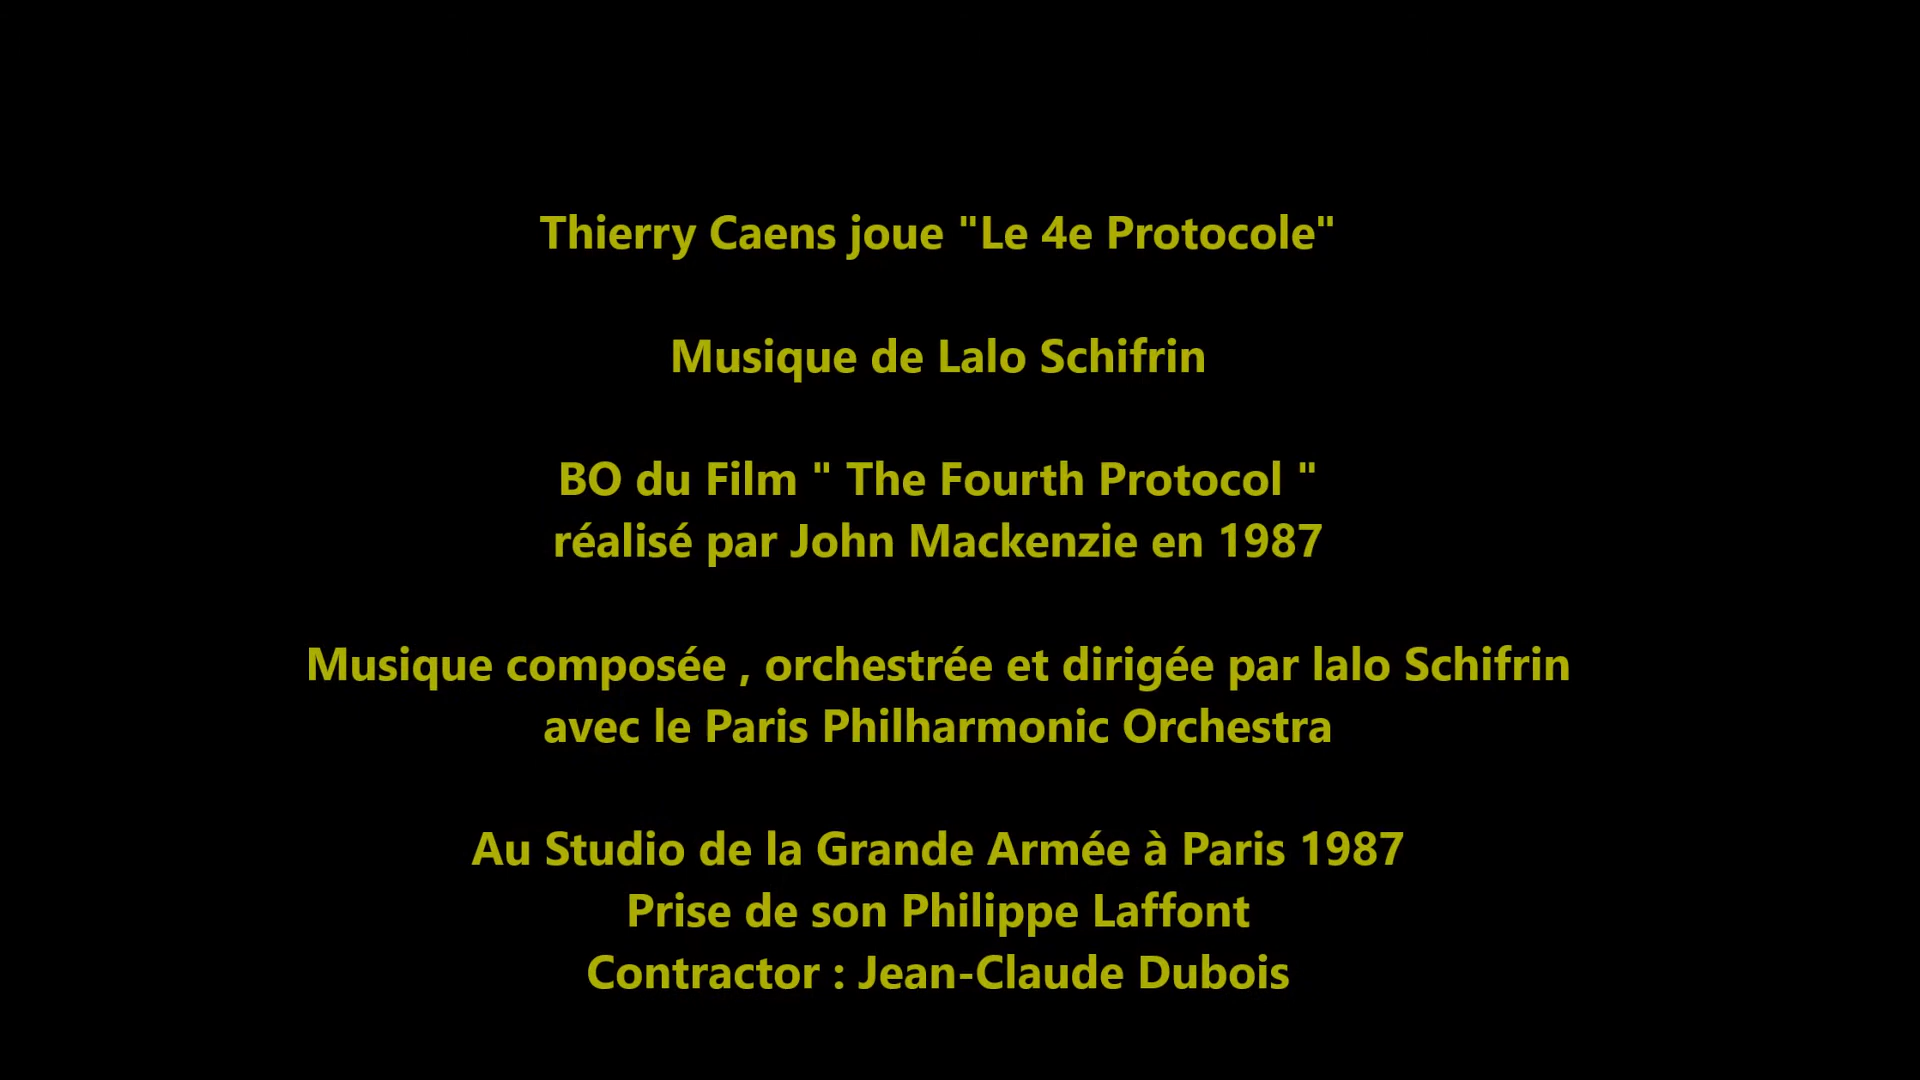 Thierry Caens joue "Le 4e Protocole"
Musique de Lalo Schifrin
BO du Film " The Fourth Protocol "
réalisé par John Mackenzie en 1987
Musique composée , orchestrée et dirigée par lalo Schifrin
avec le Paris Philharmonic Orchestra
Au Studio de la Grande Armée à Paris 1987
Prise de son Philippe Laffont
Contractor : Jean-Claude Dubois